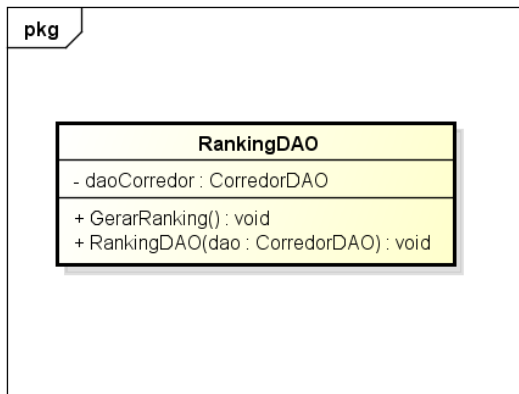 pkg
RankingDAO
- daoCorredor : CorredorDAO
+ GerarRanking() : void
+ RankingDAO(dao : CorredorDAO) : void